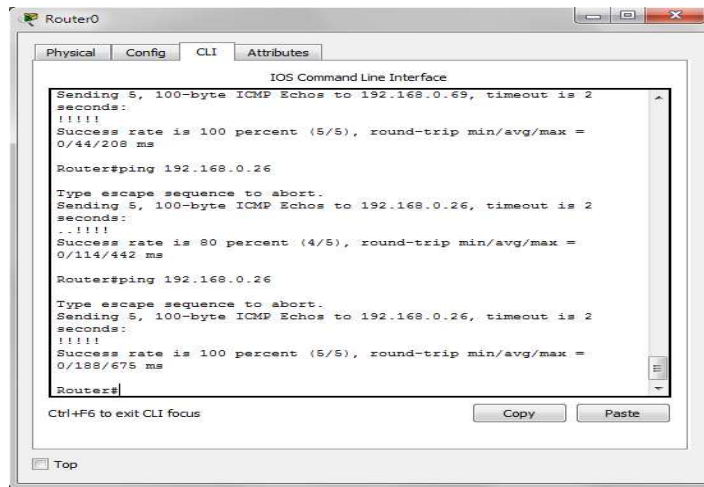 Router0
Physical Config CLI Attributes
IOS Command Line Interface
Sending 5, 100-byte ICMP Echos to 192.168.0.69, timeout is 2
seconds:
!!!!!
Success rate is 100 percent (5/5), round-trip min/avg/max =
0/44/208 ms
Router#ping 192.168.0.26
Type escape sequence to abort.
Sending 5, 100-byte ICMP Echos to 192.168.0.26, timeout is 2
seconds:
..!!!!
Success rate is 80 percent (4/5), round-trip min/avg/max =
0/114/442 ms
Router#ping 192.168.0.26
Type escape sequence to abort.
Sending 5, 100-byte ICMP Echos to 192.168.0.26, timeout is 2
seconds:
!!!!!
Success rate is 100 percent (5/5), round-trip min/avg/max =
0/188/675 ms
Router#
Ctrl+F6 to exit CLI focus
Copy Paste
Top